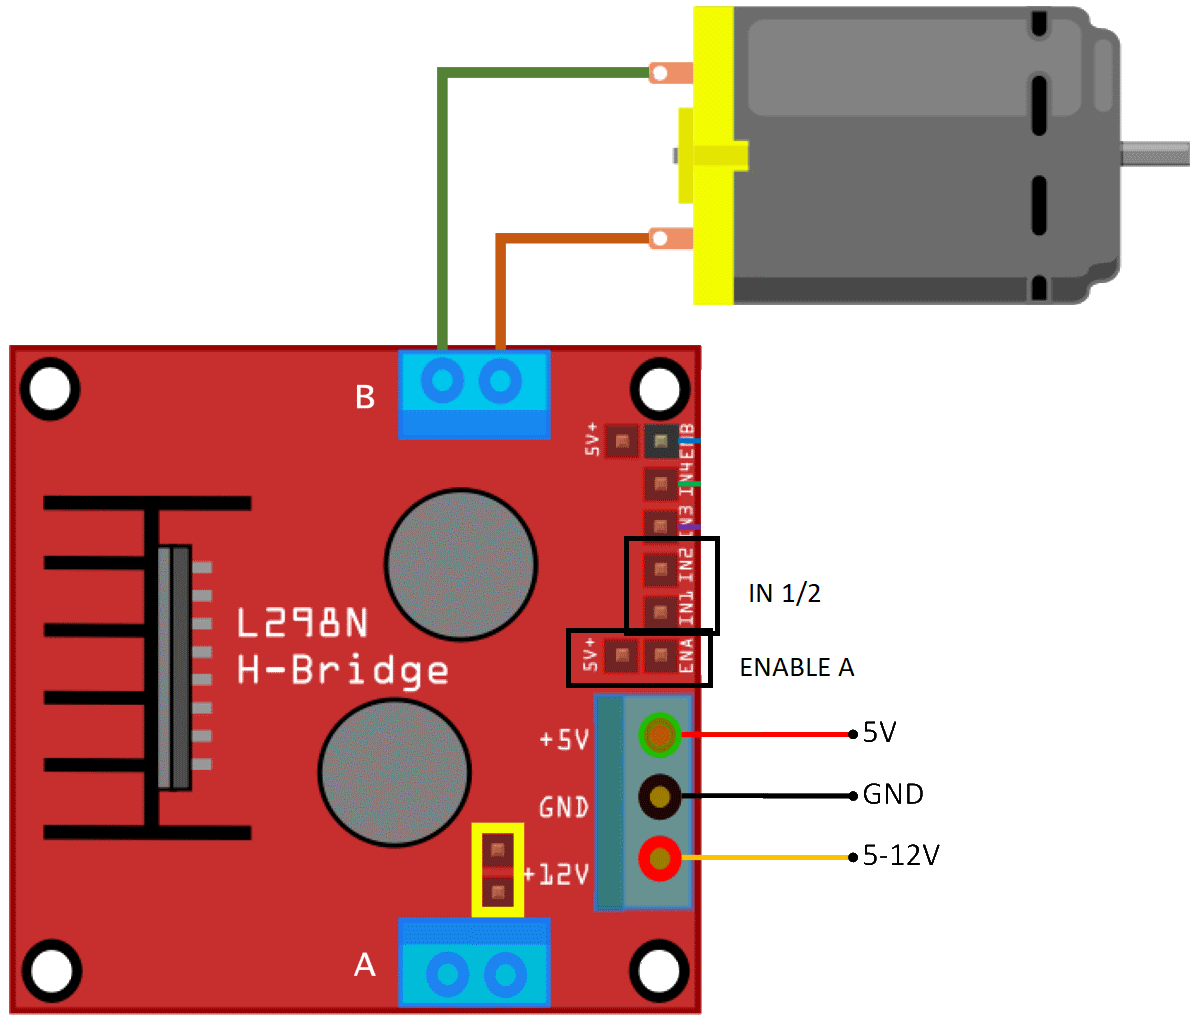 B
5V+
ENB
IN4
IN3
IN2
IN1
IN 1/2
5V+
ENA
ENABLE A
L298N
H-Bridge
+5V
5V
GND
GND
+12V
5-12V
A